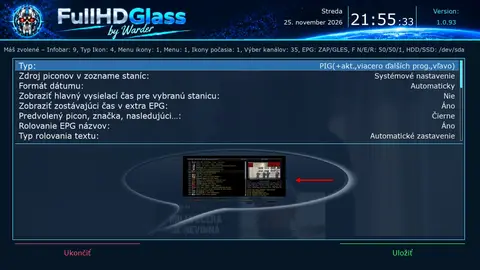 FullHDGlass
by Warder
Streda
25. november 2026
21:55:33
Version:
1.0.93
Máš zvolené – Infobar: 9, Typ Ikon: 4, Menu ikony: 1, Menu: 1, Ikony počasia: 1, Výber kanálov: 35, EPG: ZAP/GLES, F N/E/R: 50/50/1, HDD/SSD: /dev/sda
Typ: PIG(+akt.,viacero ďalších prog.,vľavo)
Zdroj piconov v zozname staníc: Systémové nastavenie
Formát dátumu: Automaticky
Zobraziť hlavný vysielací čas pre vybranú stanicu: Nie
Zobraziť zostávajúci čas v extra EPG: Áno
Predvolený picon, značka, nasledujúci...: Čierne
Rolovanie EPG názvov: Áno
Typ rolovania textu: Automatické zastavenie
Ukončiť
Uložiť